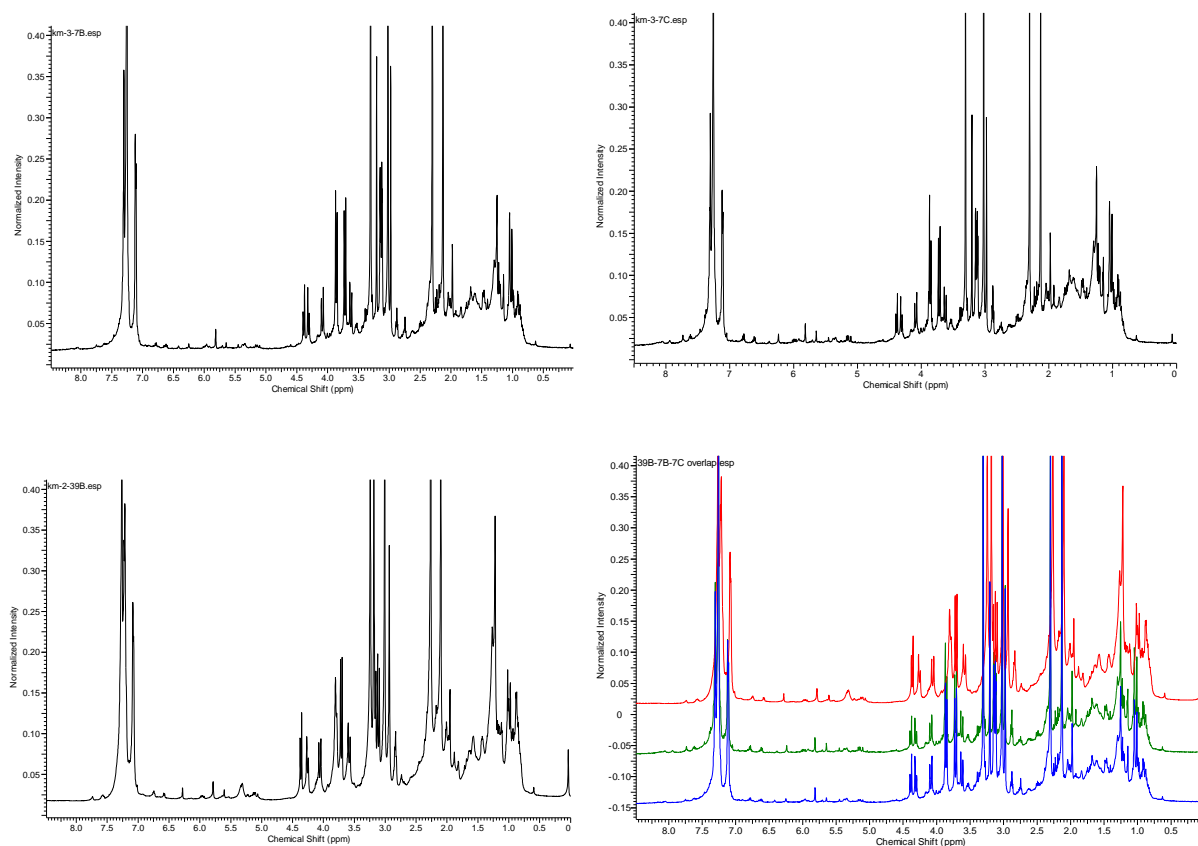 km-3-7B.esp
0.40
0.35
0.30
0.25
0.20
0.15
0.10
0.05
Normalized Intensity
8.0 7.5 7.0 6.5 6.0 5.5 5.0 4.5 4.0 3.5 3.0 2.5 2.0 1.5 1.0 0.5
Chemical Shift (ppm)
km-3-7C.esp
0.40
0.35
0.30
0.25
0.20
0.15
0.10
0.05
Normalized Intensity
8 7 6 5 4 3 2 1 0
Chemical Shift (ppm)
km-2-39B.esp
0.40
0.35
0.30
0.25
0.20
0.15
0.10
0.05
Normalized Intensity
8.0 7.5 7.0 6.5 6.0 5.5 5.0 4.5 4.0 3.5 3.0 2.5 2.0 1.5 1.0 0.5 0
Chemical Shift (ppm)
39B-7B-7C overlap.esp
0.40
0.35
0.30
0.25
0.20
0.15
0.10
0.05
0
-0.05
-0.10
-0.15
Normalized Intensity
8.0 7.5 7.0 6.5 6.0 5.5 5.0 4.5 4.0 3.5 3.0 2.5 2.0 1.5 1.0 0.5
Chemical Shift (ppm)